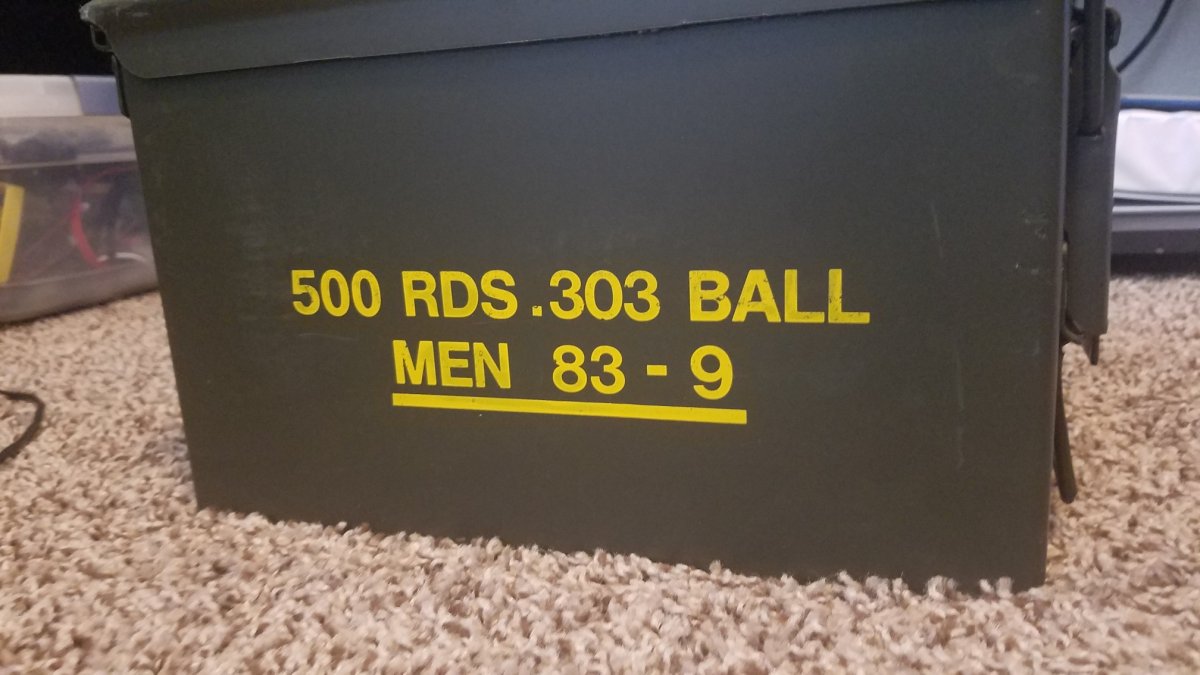 500 RDS .303 BALL
MEN 83 - 9